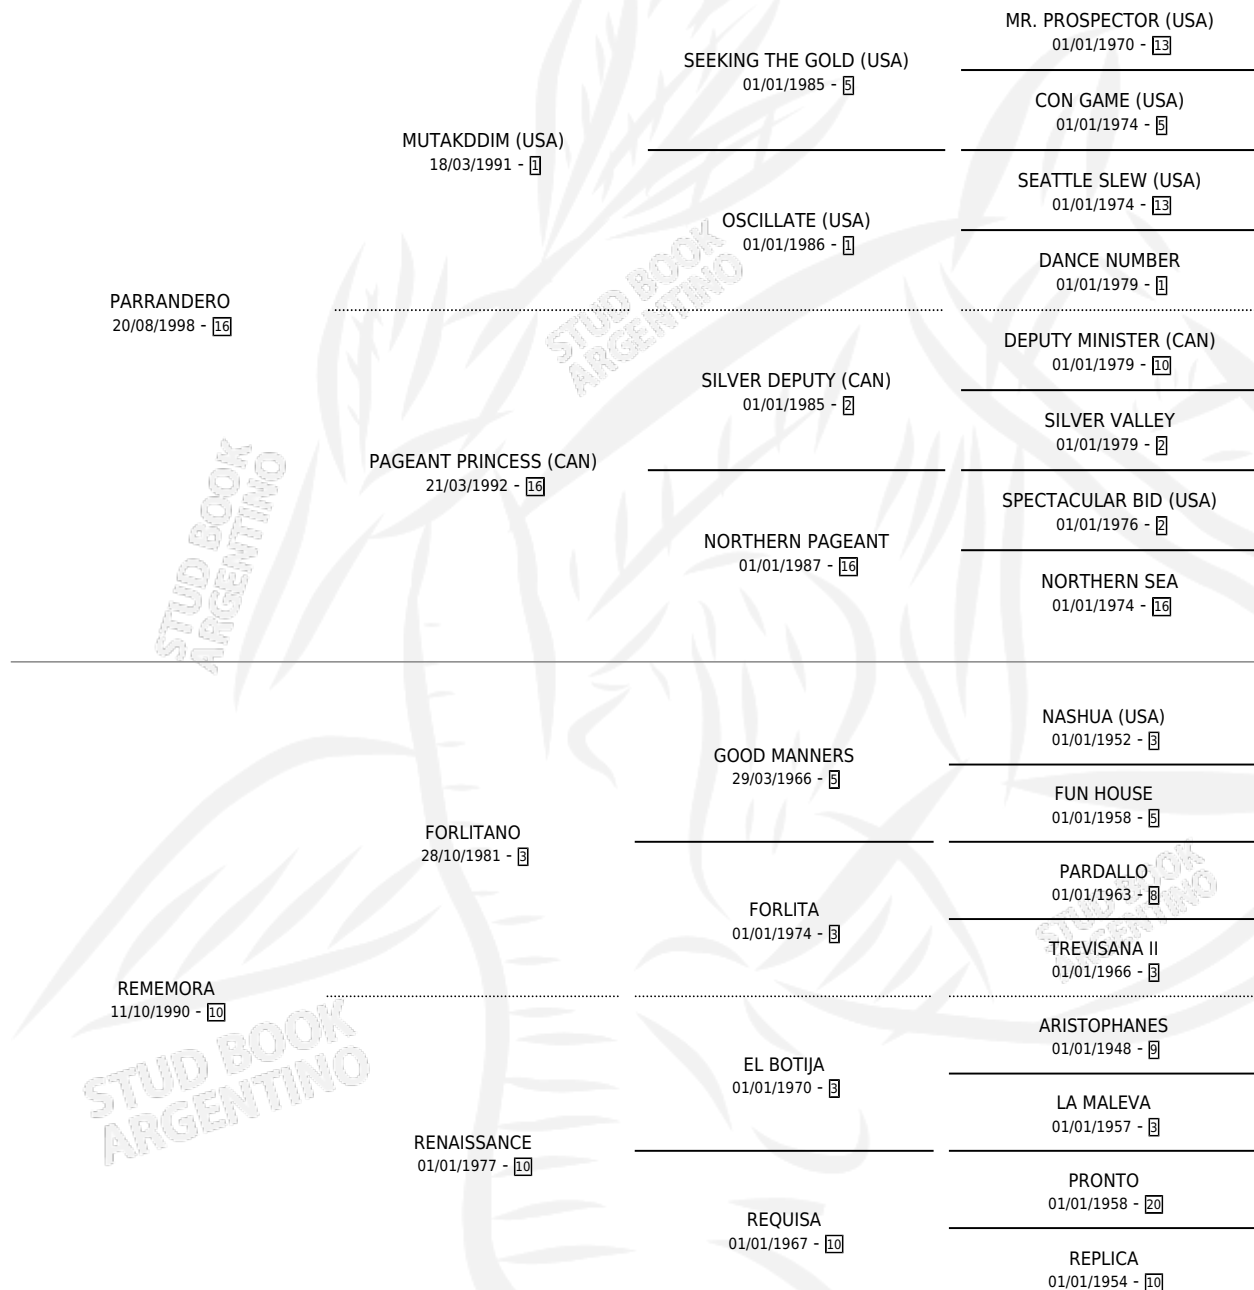 MR. PROSPECTOR (USA)
01/01/1970 - 13
SEEKING THE GOLD (USA)
01/01/1985 - 5
CON GAME (USA)
01/01/1974 - 5
MUTAKDDIM (USA)
18/03/1991 - 1
SEATTLE SLEW (USA)
01/01/1974 - 13
OSCILLATE (USA)
01/01/1986 - 1
DANCE NUMBER
01/01/1979 - 1
PARRANDERO
20/08/1998 - 16
DEPUTY MINISTER (CAN)
01/01/1979 - 10
SILVER DEPUTY (CAN)
01/01/1985 - 2
SILVER VALLEY
01/01/1979 - 2
PAGEANT PRINCESS (CAN)
21/03/1992 - 16
SPECTACULAR BID (USA)
01/01/1976 - 2
NORTHERN PAGEANT
01/01/1987 - 16
NORTHERN SEA
01/01/1974 - 16
NASHUA (USA)
01/01/1952 - 3
GOOD MANNERS
29/03/1966 - 5
FUN HOUSE
01/01/1958 - 5
FORLITANO
28/10/1981 - 3
PARDALLO
01/01/1963 - 8
FORLITA
01/01/1974 - 3
TREVISANA II
01/01/1966 - 3
REMEMORA
11/10/1990 - 10
ARISTOPHANES
01/01/1948 - 9
EL BOTIJA
01/01/1970 - 3
LA MALEVA
01/01/1957 - 3
RENAISSANCE
01/01/1977 - 10
PRONTO
01/01/1958 - 20
REQUISA
01/01/1967 - 10
REPLICA
01/01/1954 - 10
STUD BOOK
ARGENTINO
STUD BOOK
ARGENTINO
STUD BOOK
ARGENTINO
STUD BOOK
ARGENTINO